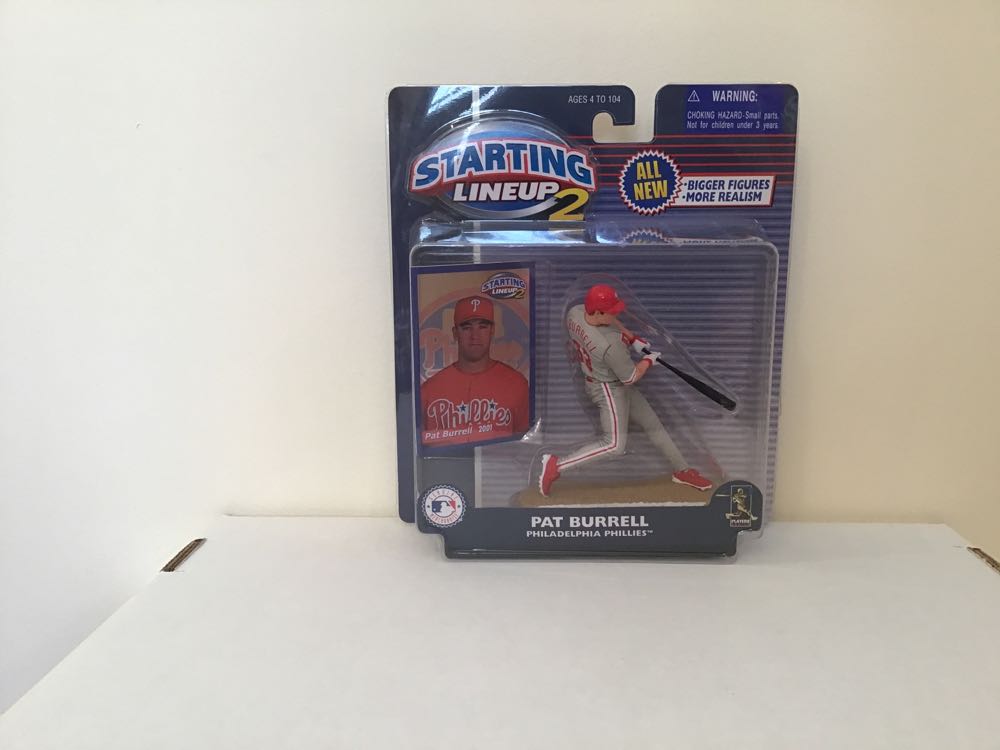 AGES 4 TO 104
⚠ WARNING:
CHOKING HAZARD-Small parts.
Not for children under 3 years.
STARTING
LINEUP 2
ALL
NEW
•BIGGER FIGURES
•MORE REALISM
STARTING
LINEUP 2
P
Phillies
Pat Burrell 2001
BURRELL
PAT BURRELL
PHILADELPHIA PHILLIES™
PLAYERS